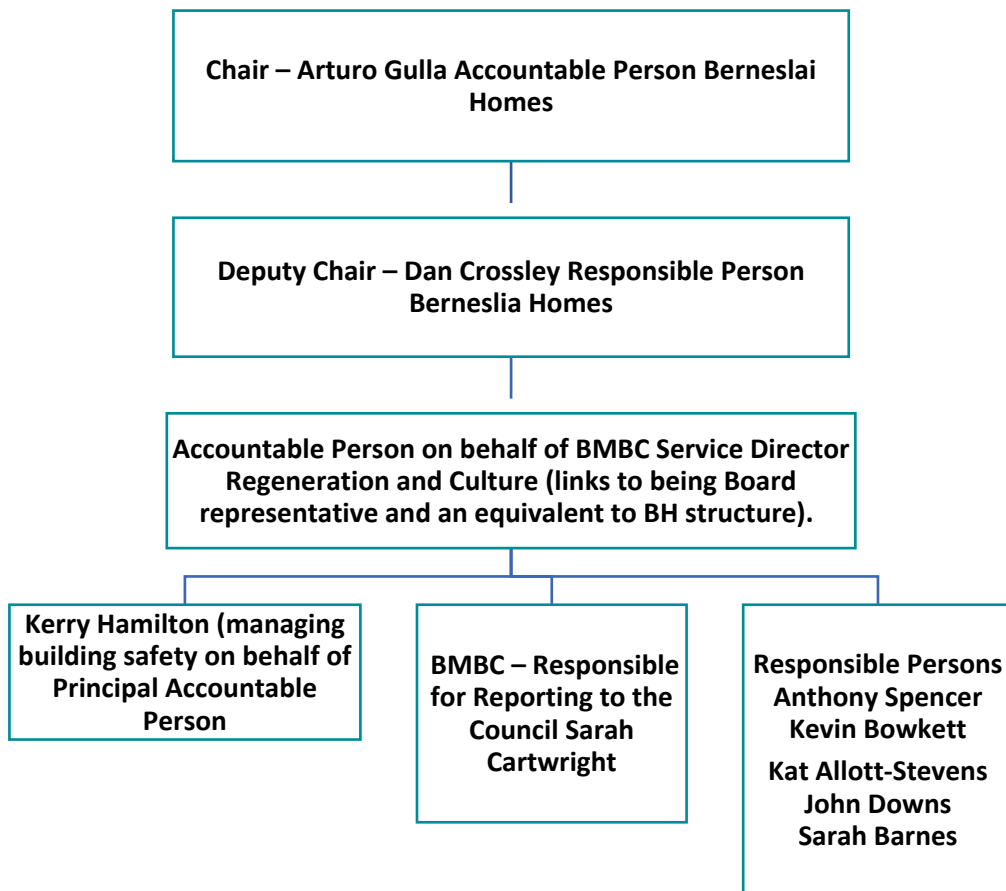 Chair – Arturo Gulla Accountable Person Berneslai
Homes
Deputy Chair – Dan Crossley Responsible Person
Berneslia Homes
Accountable Person on behalf of BMBC Service Director
Regeneration and Culture (links to being Board
representative and an equivalent to BH structure).
Kerry Hamilton (managing
building safety on behalf of
Principal Accountable
Person
BMBC – Responsible
for Reporting to the
Council Sarah
Cartwright
Responsible Persons
Anthony Spencer
Kevin Bowkett
Kat Allott-Stevens
John Downs
Sarah Barnes